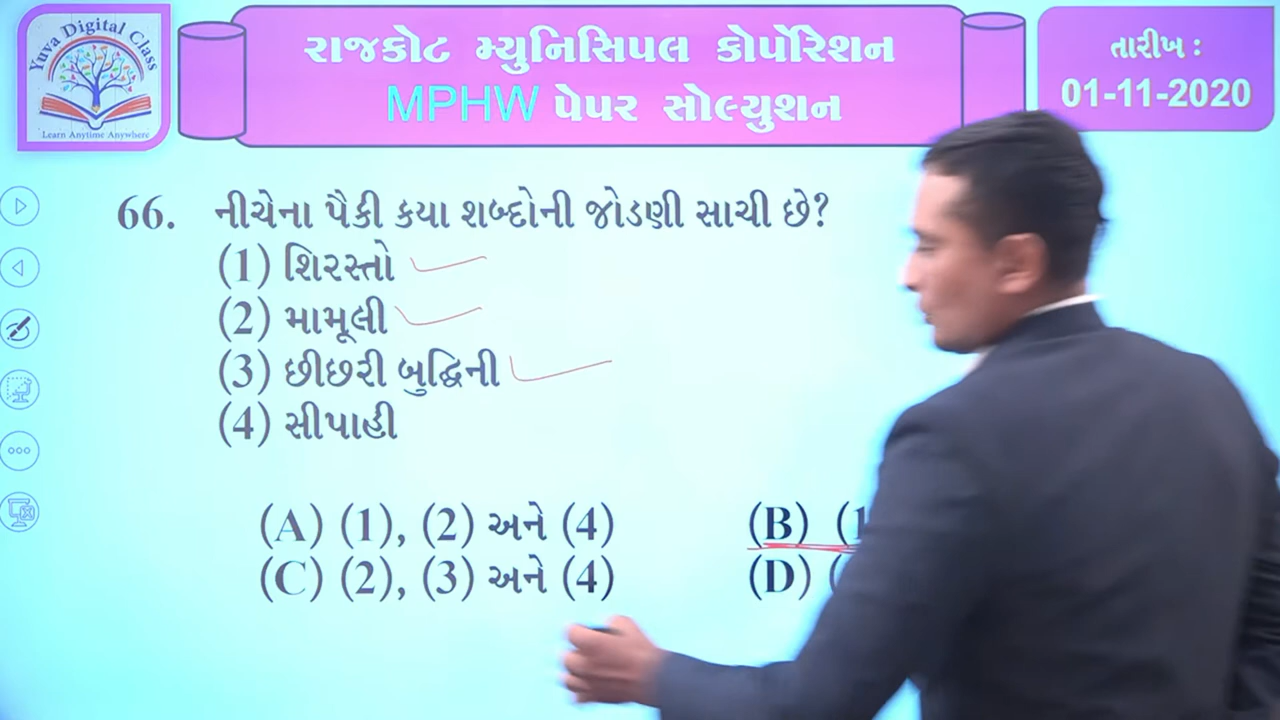 Yuva Digital Class
Learn Anytime Anywhere
રાજકોટ મ્યુનિસિપલ કોર્પોરેશન
MPHW પેપર સોલ્યુશન
તારીખ :
01-11-2020
66. નીચેના પૈકી કયા શબ્દોની જોડણી સાચી છે?
(1) શિરસ્તો
(2) મામૂલી
(3) છીછરી બુદ્ધિની
(4) સીપાહી
(A) (1), (2) અને (4) (B) (1
(C) (2), (3) અને (4) (D) (